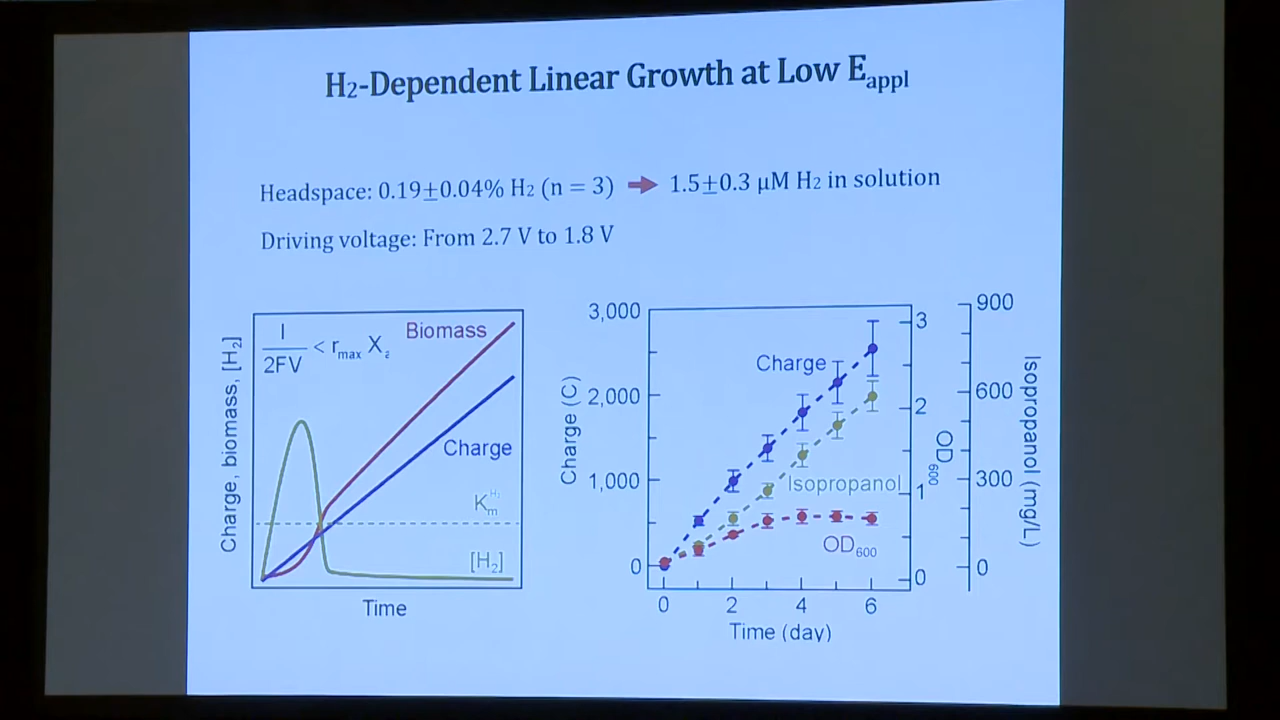 H2-Dependent Linear Growth at Low Eappl
Headspace: 0.19±0.04% H2 (n = 3) → 1.5±0.3 μM H2 in solution
Driving voltage: From 2.7 V to 1.8 V
Charge, biomass, [H2]
I
2FV
< rmax X2
Biomass
Charge
KmH2
[H2]
Time
Charge (C)
3,000
2,000
1,000
0
Charge
Isopropanol
OD600
0 2 4 6
Time (day)
3
2
1
0
OD600
900
600
300
0
Isopropanol (mg/L)